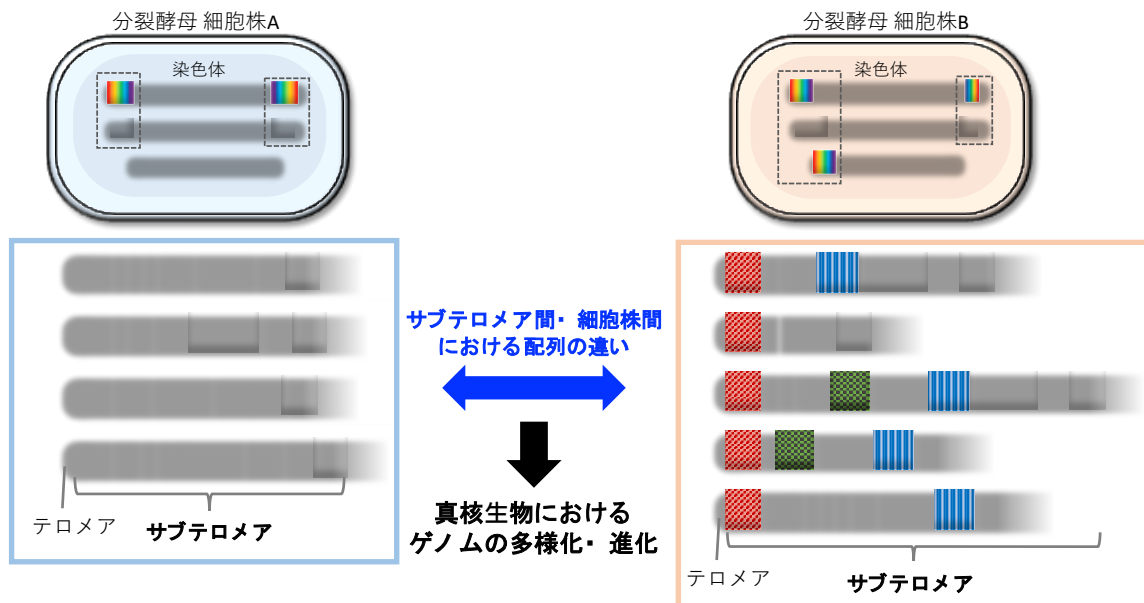 分裂酵母 細胞株A
染色体
分裂酵母 細胞株B
染色体
サブテロメア間・ 細胞株間
における配列の違い
真核生物における
ゲノムの多様化・ 進化
テロメア
サブテロメア
テロメア
サブテロメア